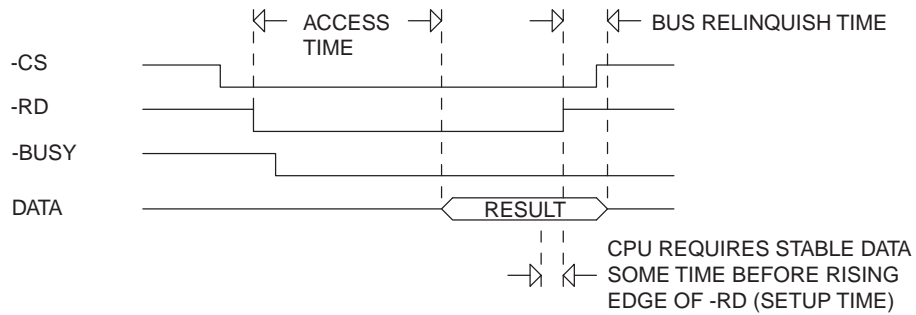 ACCESS
TIME
BUS RELINQUISH TIME
-CS
-RD
-BUSY
DATA
RESULT
CPU REQUIRES STABLE DATA
SOME TIME BEFORE RISING
EDGE OF -RD (SETUP TIME)